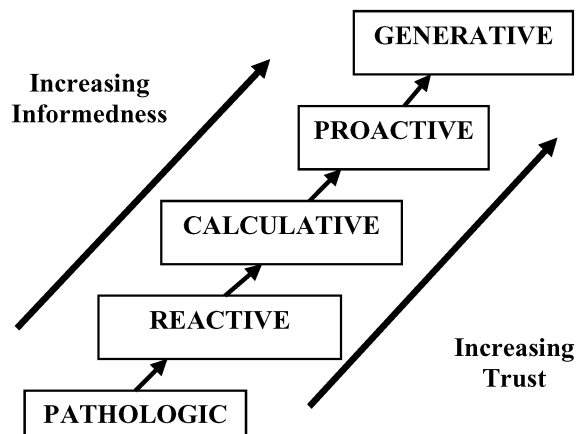 GENERATIVE
Increasing
Informedness
PROACTIVE
CALCULATIVE
REACTIVE
Increasing
Trust
PATHOLOGIC